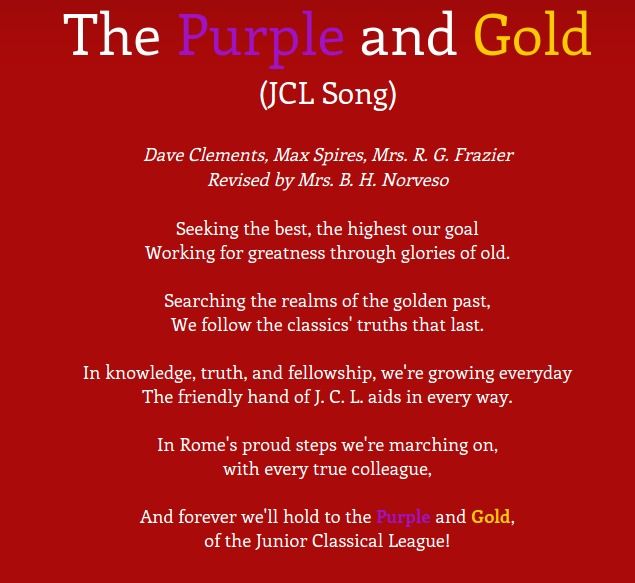 The Purple and Gold
(JCL Song)
Dave Clements, Max Spires, Mrs. R. G. Frazier
Revised by Mrs. B. H. Norveso
Seeking the best, the highest our goal
Working for greatness through glories of old.
Searching the realms of the golden past,
We follow the classics' truths that last.
In knowledge, truth, and fellowship, we're growing everyday
The friendly hand of J. C. L. aids in every way.
In Rome's proud steps we're marching on,
with every true colleague,
And forever we'll hold to the Purple and Gold,
of the Junior Classical League!